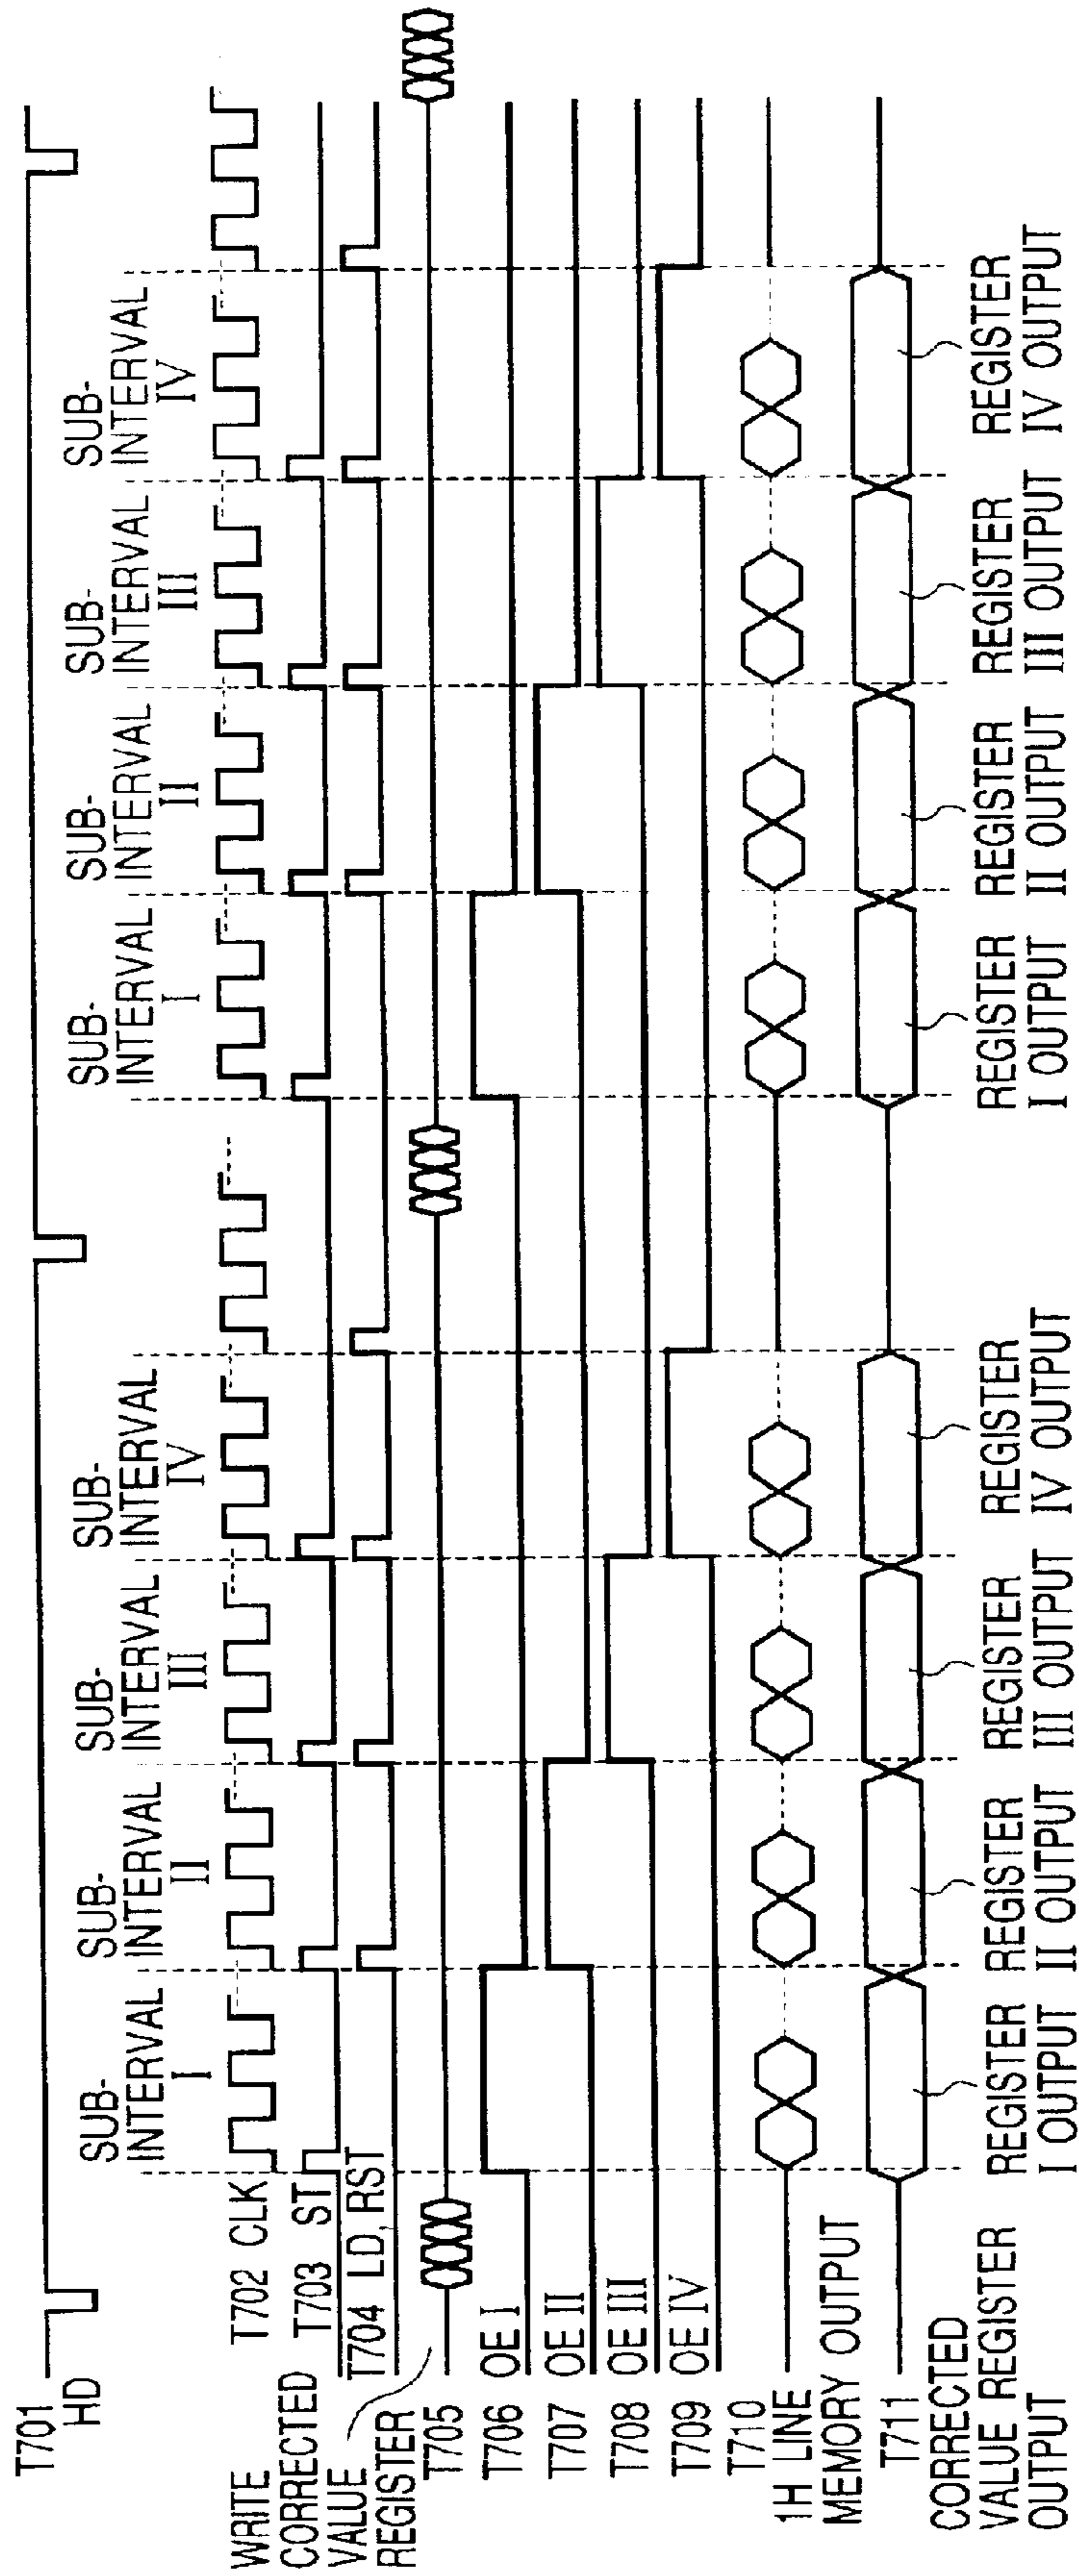 T701
HD
SUB-
INTERVAL
I
SUB-
INTERVAL
II
SUB-
INTERVAL
III
SUB-
INTERVAL
IV
SUB-
INTERVAL
I
SUB-
INTERVAL
II
SUB-
INTERVAL
III
SUB-
INTERVAL
IV
T702 CLK
T703 ST
T704 LD, RST
WRITE
CORRECTED
VALUE
REGISTER
T705
T706 OE I
T707 OE II
T708 OE III
T709 OE IV
T710
1H LINE
MEMORY OUTPUT
T711
CORRECTED
VALUE REGISTER
OUTPUT
REGISTER
I OUTPUT
REGISTER
II OUTPUT
REGISTER
III OUTPUT
REGISTER
IV OUTPUT
REGISTER
I OUTPUT
REGISTER
II OUTPUT
REGISTER
III OUTPUT
REGISTER
IV OUTPUT